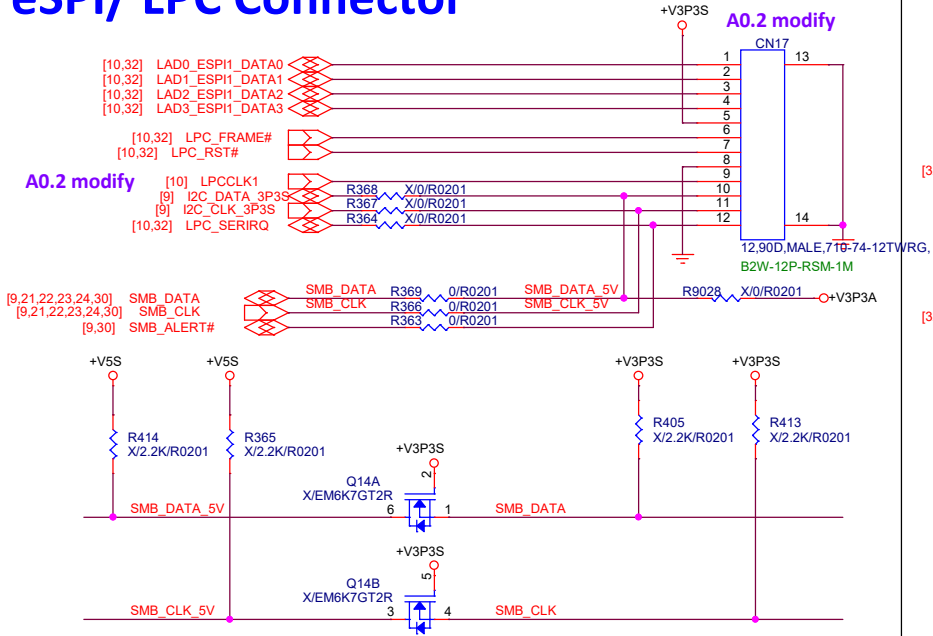 eSPI/ LPC Connector
+V3P3S
A0.2 modify
CN17
[10,32] LAD0_ESPI1_DATA0 1 13
[10,32] LAD1_ESPI1_DATA1 2
[10,32] LAD2_ESPI1_DATA2 3
[10,32] LAD3_ESPI1_DATA3 4
5
[10,32] LPC_FRAME# 6
[10,32] LPC_RST# 7
8
A0.2 modify
[10] LPCCLK1 9
[9] I2C_DATA_3P3S R368 X/0/R0201 10
[9] I2C_CLK_3P3S R367 X/0/R0201 11
[10,32] LPC_SERIRQ R364 X/0/R0201 12 14
[3
12,90D,MALE,710-74-12TWRG,
B2W-12P-RSM-1M
[9,21,22,23,24,30] SMB_DATA SMB_DATA R369 0/R0201 SMB_DATA_5V R9028 X/0/R0201 +V3P3A
[9,21,22,23,24,30] SMB_CLK SMB_CLK R366 0/R0201 SMB_CLK_5V
[9,30] SMB_ALERT# R363 0/R0201
[3
+V5S +V5S +V3P3S +V3P3S
R414 R365 R405 R413
X/2.2K/R0201 X/2.2K/R0201 X/2.2K/R0201 X/2.2K/R0201
+V3P3S
Q14A 2
X/EM6K7GT2R
SMB_DATA_5V 6 1 SMB_DATA
+V3P3S
Q14B 5
X/EM6K7GT2R
SMB_CLK_5V 3 4 SMB_CLK